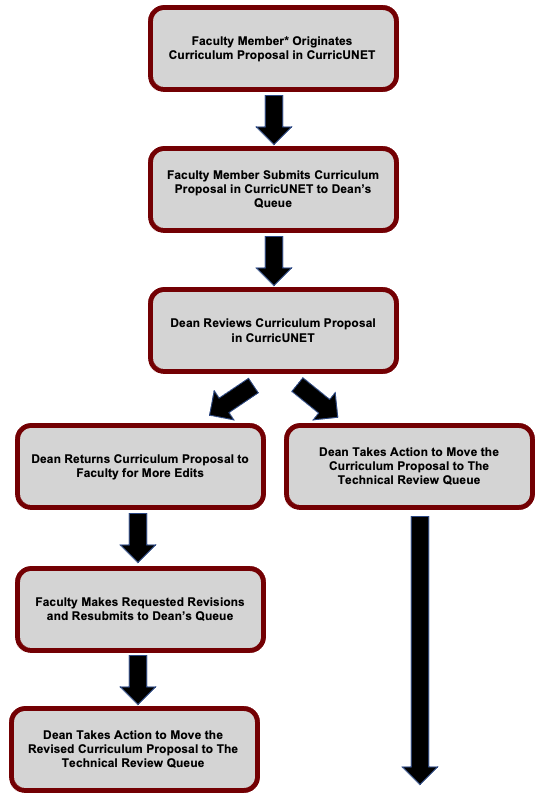 Faculty Member* Originates
Curriculum Proposal in CurricUNET
Faculty Member Submits Curriculum
Proposal in CurricUNET to Dean’s
Queue
Dean Reviews Curriculum Proposal
in CurricUNET
Dean Returns Curriculum Proposal to
Faculty for More Edits
Dean Takes Action to Move the
Curriculum Proposal to The
Technical Review Queue
Faculty Makes Requested Revisions
and Resubmits to Dean’s Queue
Dean Takes Action to Move the
Revised Curriculum Proposal to The
Technical Review Queue